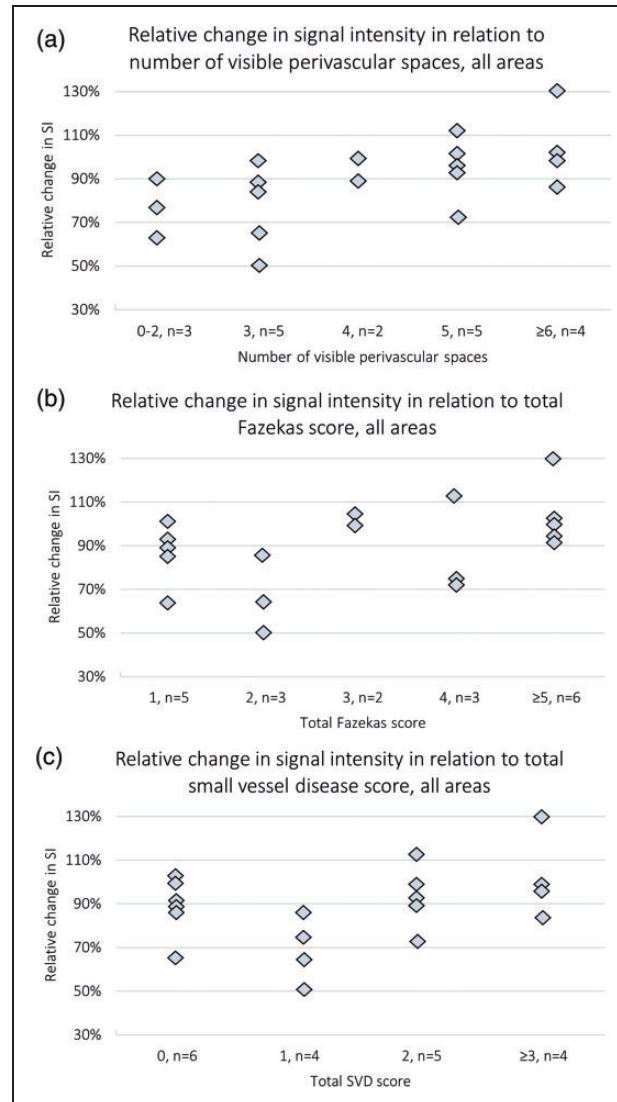 (a)
Relative change in signal intensity in relation to
number of visible perivascular spaces, all areas
130%
110%
90%
70%
50%
30%
Relative change in SI
0-2, n=3 3, n=5 4, n=2 5, n=5 ≥6, n=4
Number of visible perivascular spaces
(b)
Relative change in signal intensity in relation to total
Fazekas score, all areas
130%
110%
90%
70%
50%
30%
Relative change in SI
1, n=5 2, n=3 3, n=2 4, n=3 ≥5, n=6
Total Fazekas score
(c)
Relative change in signal intensity in relation to total
small vessel disease score, all areas
130%
110%
90%
70%
50%
30%
Relative change in SI
0, n=6 1, n=4 2, n=5 ≥3, n=4
Total SVD score